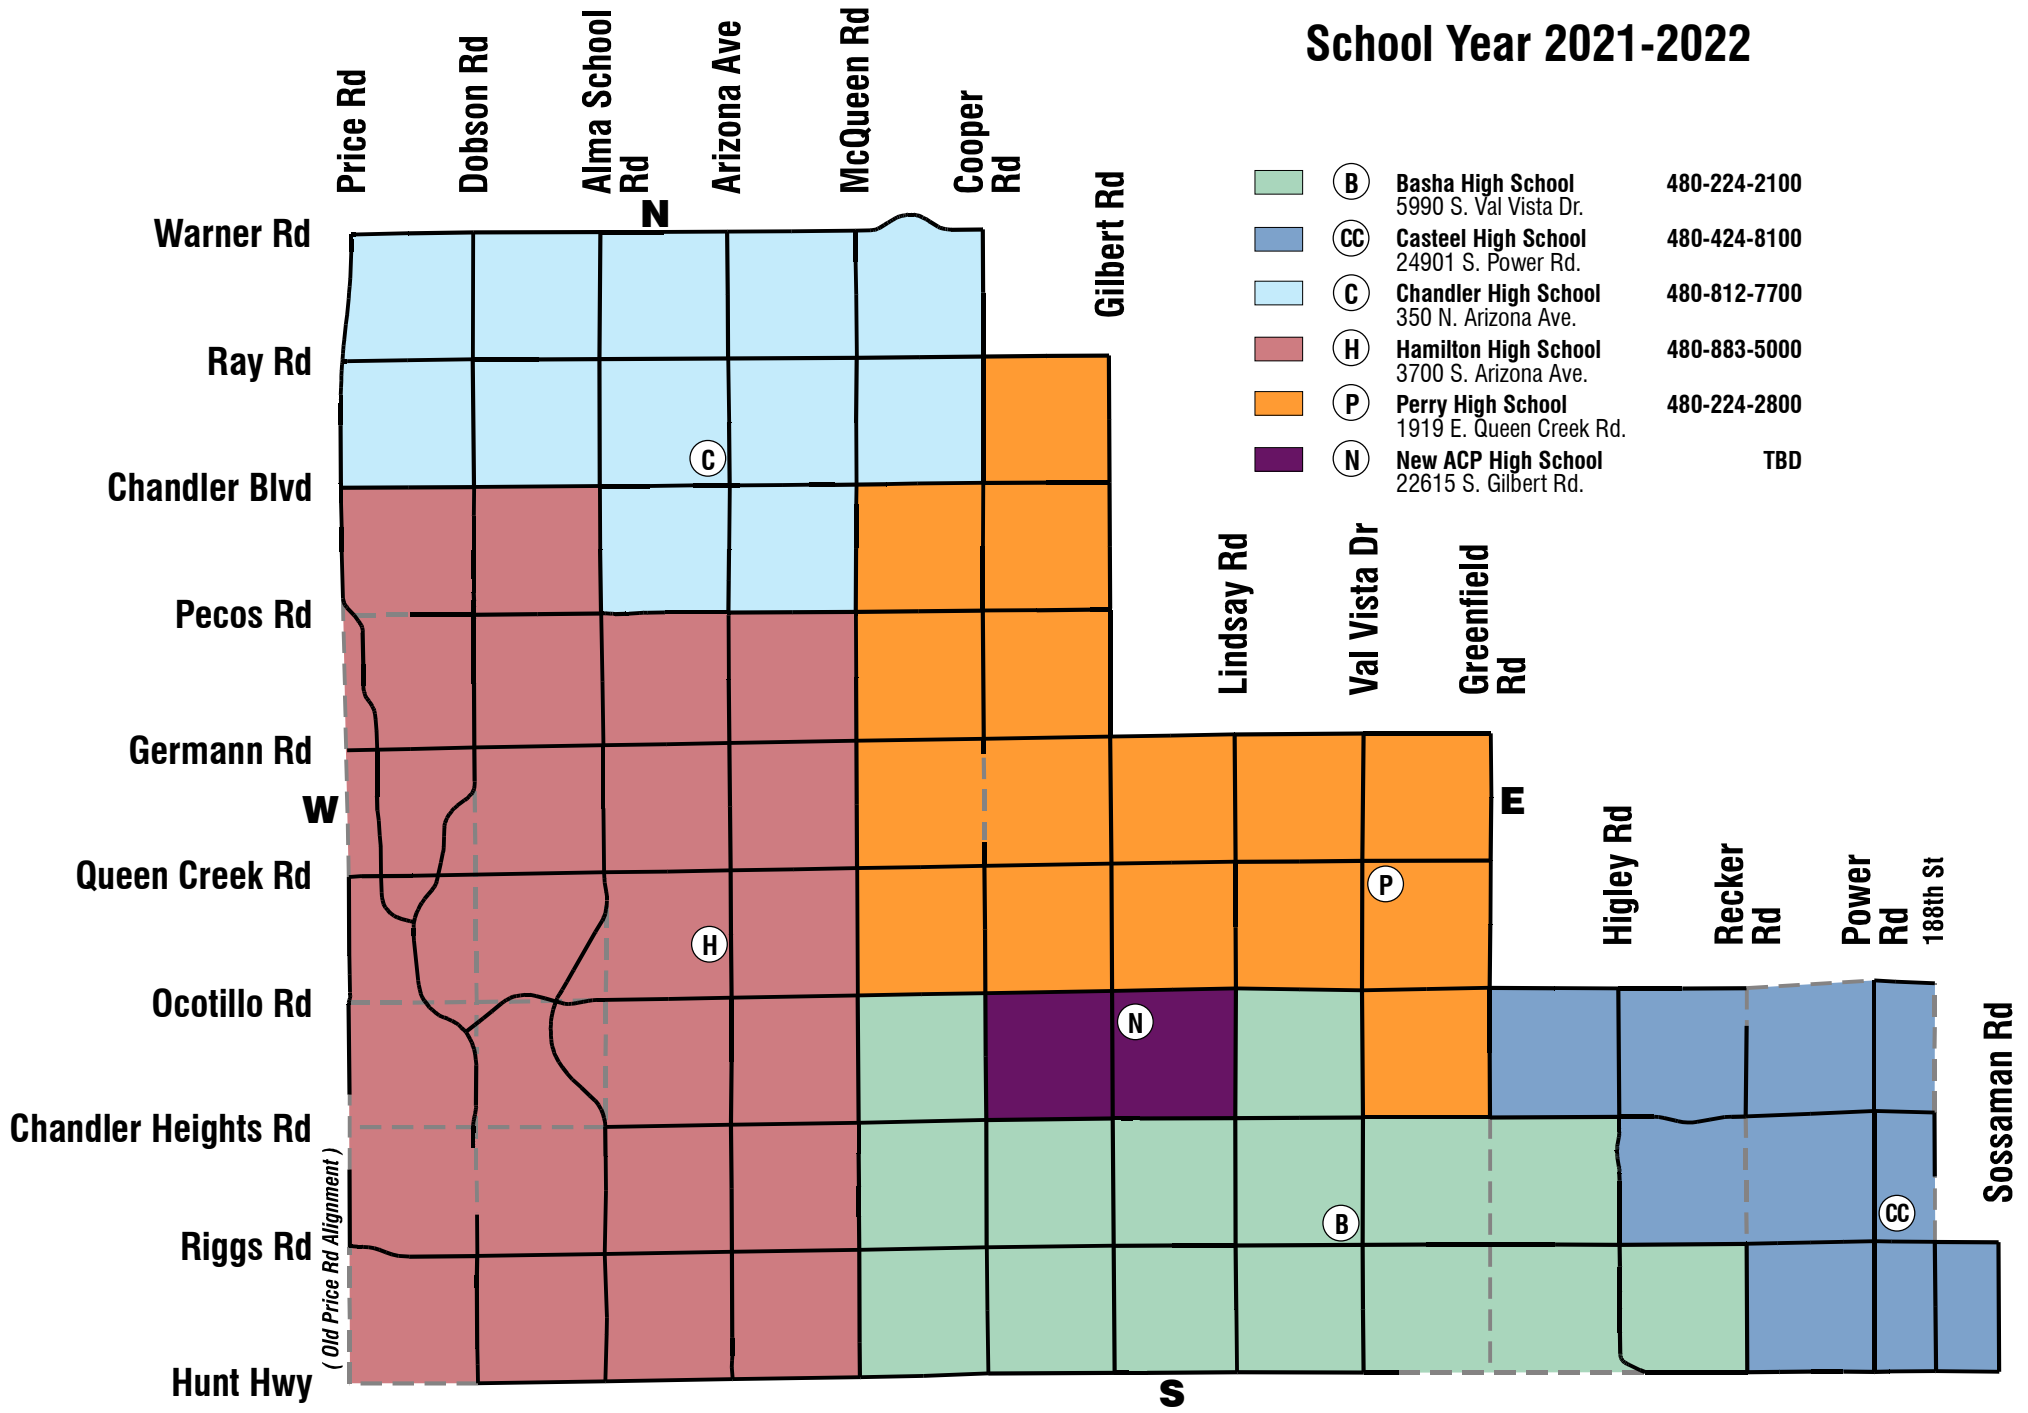 School Year 2021-2022
Price Rd
Dobson Rd
Alma School
Rd
Arizona Ave
McQueen Rd
Cooper
Rd
Gilbert Rd
N
Warner Rd
Ray Rd
Chandler Blvd
Pecos Rd
Germann Rd
W
Queen Creek Rd
Ocotillo Rd
Chandler Heights Rd
Riggs Rd
Hunt Hwy
( Old Price Rd Alignment )
B Basha High School 480-224-2100
5990 S. Val Vista Dr.
CC Casteel High School 480-424-8100
24901 S. Power Rd.
C Chandler High School 480-812-7700
350 N. Arizona Ave.
H Hamilton High School 480-883-5000
3700 S. Arizona Ave.
P Perry High School 480-224-2800
1919 E. Queen Creek Rd.
N New ACP High School TBD
22615 S. Gilbert Rd.
Lindsay Rd
Val Vista Dr
Greenfield
Rd
E
Higley Rd
Recker
Rd
Power
Rd
188th St
Sossaman Rd
C
P
H
N
B
CC
S